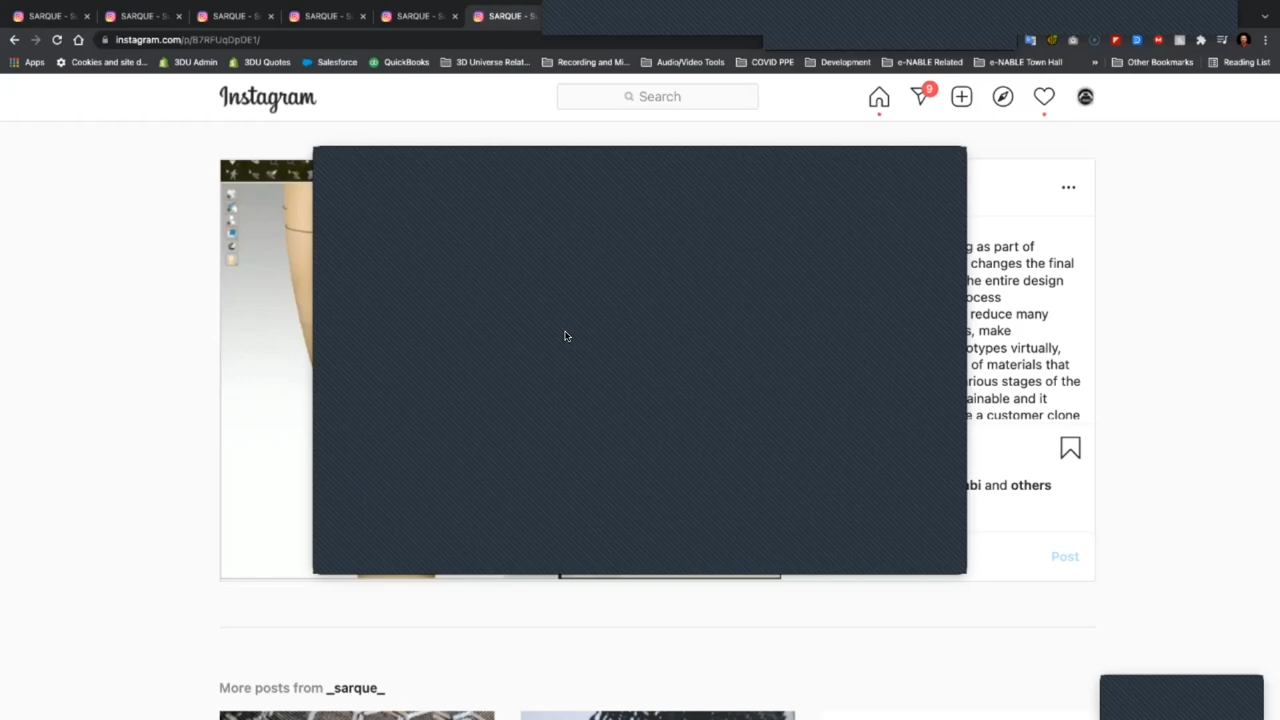 SARQUE - S
SARQUE - S
SARQUE - S
SARQUE - S
SARQUE - S
SARQUE - S
instagram.com/p/B7RFUqDpDE1/
Apps
Cookies and site d...
3DU Admin
3DU Quotes
Salesforce
QuickBooks
3D Universe Relat...
Recording and Mi...
Audio/Video Tools
COVID PPE
Development
e-NABLE Related
e-NABLE Town Hall
»
Other Bookmarks
Reading List
Instagram
Search
9
g as part of
changes the final
he entire design
ocess
reduce many
s, make
otypes virtually,
of materials that
rious stages of the
ainable and it
e a customer clone
abi and others
Post
More posts from _sarque_